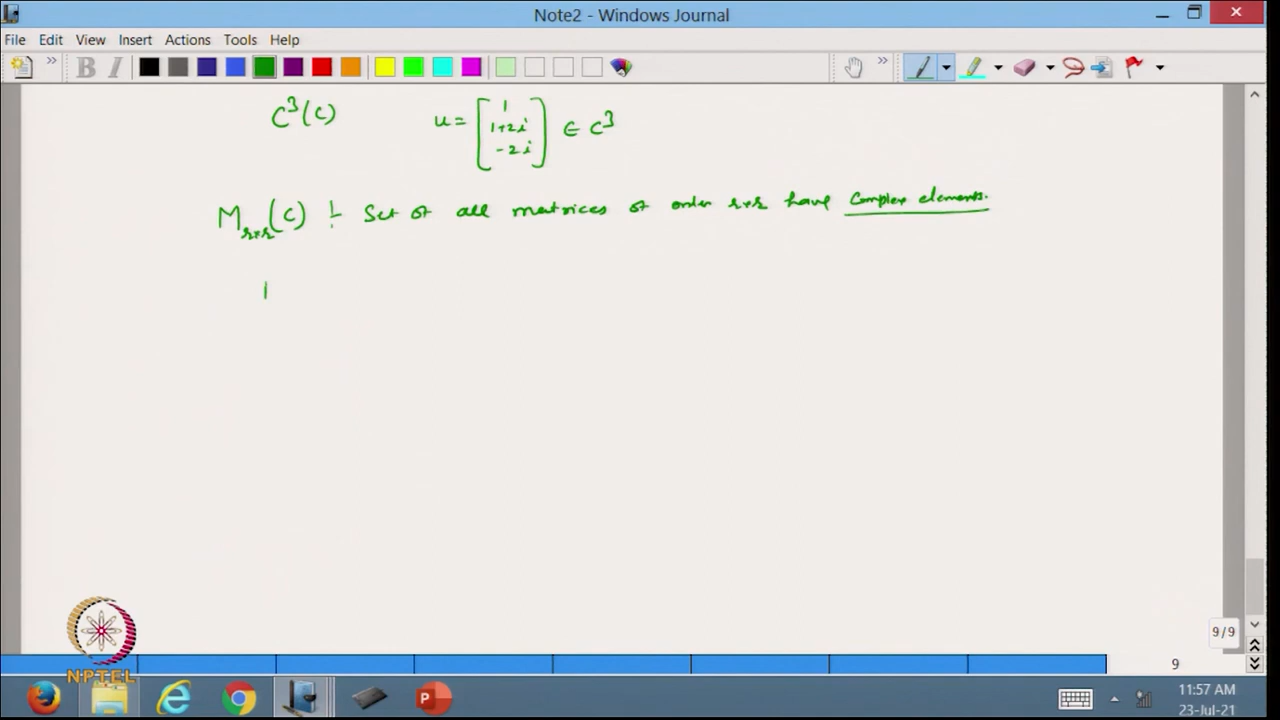 Note2 - Windows Journal
File Edit View Insert Actions Tools Help
B I
C³(C) u = [1 1+2i -2i] ∈ C³
M_{r×r}(C) :- Set of all matrices of order r×r have Complex elements.
9/9
NPTEL
9
11:57 AM
23-Jul-21